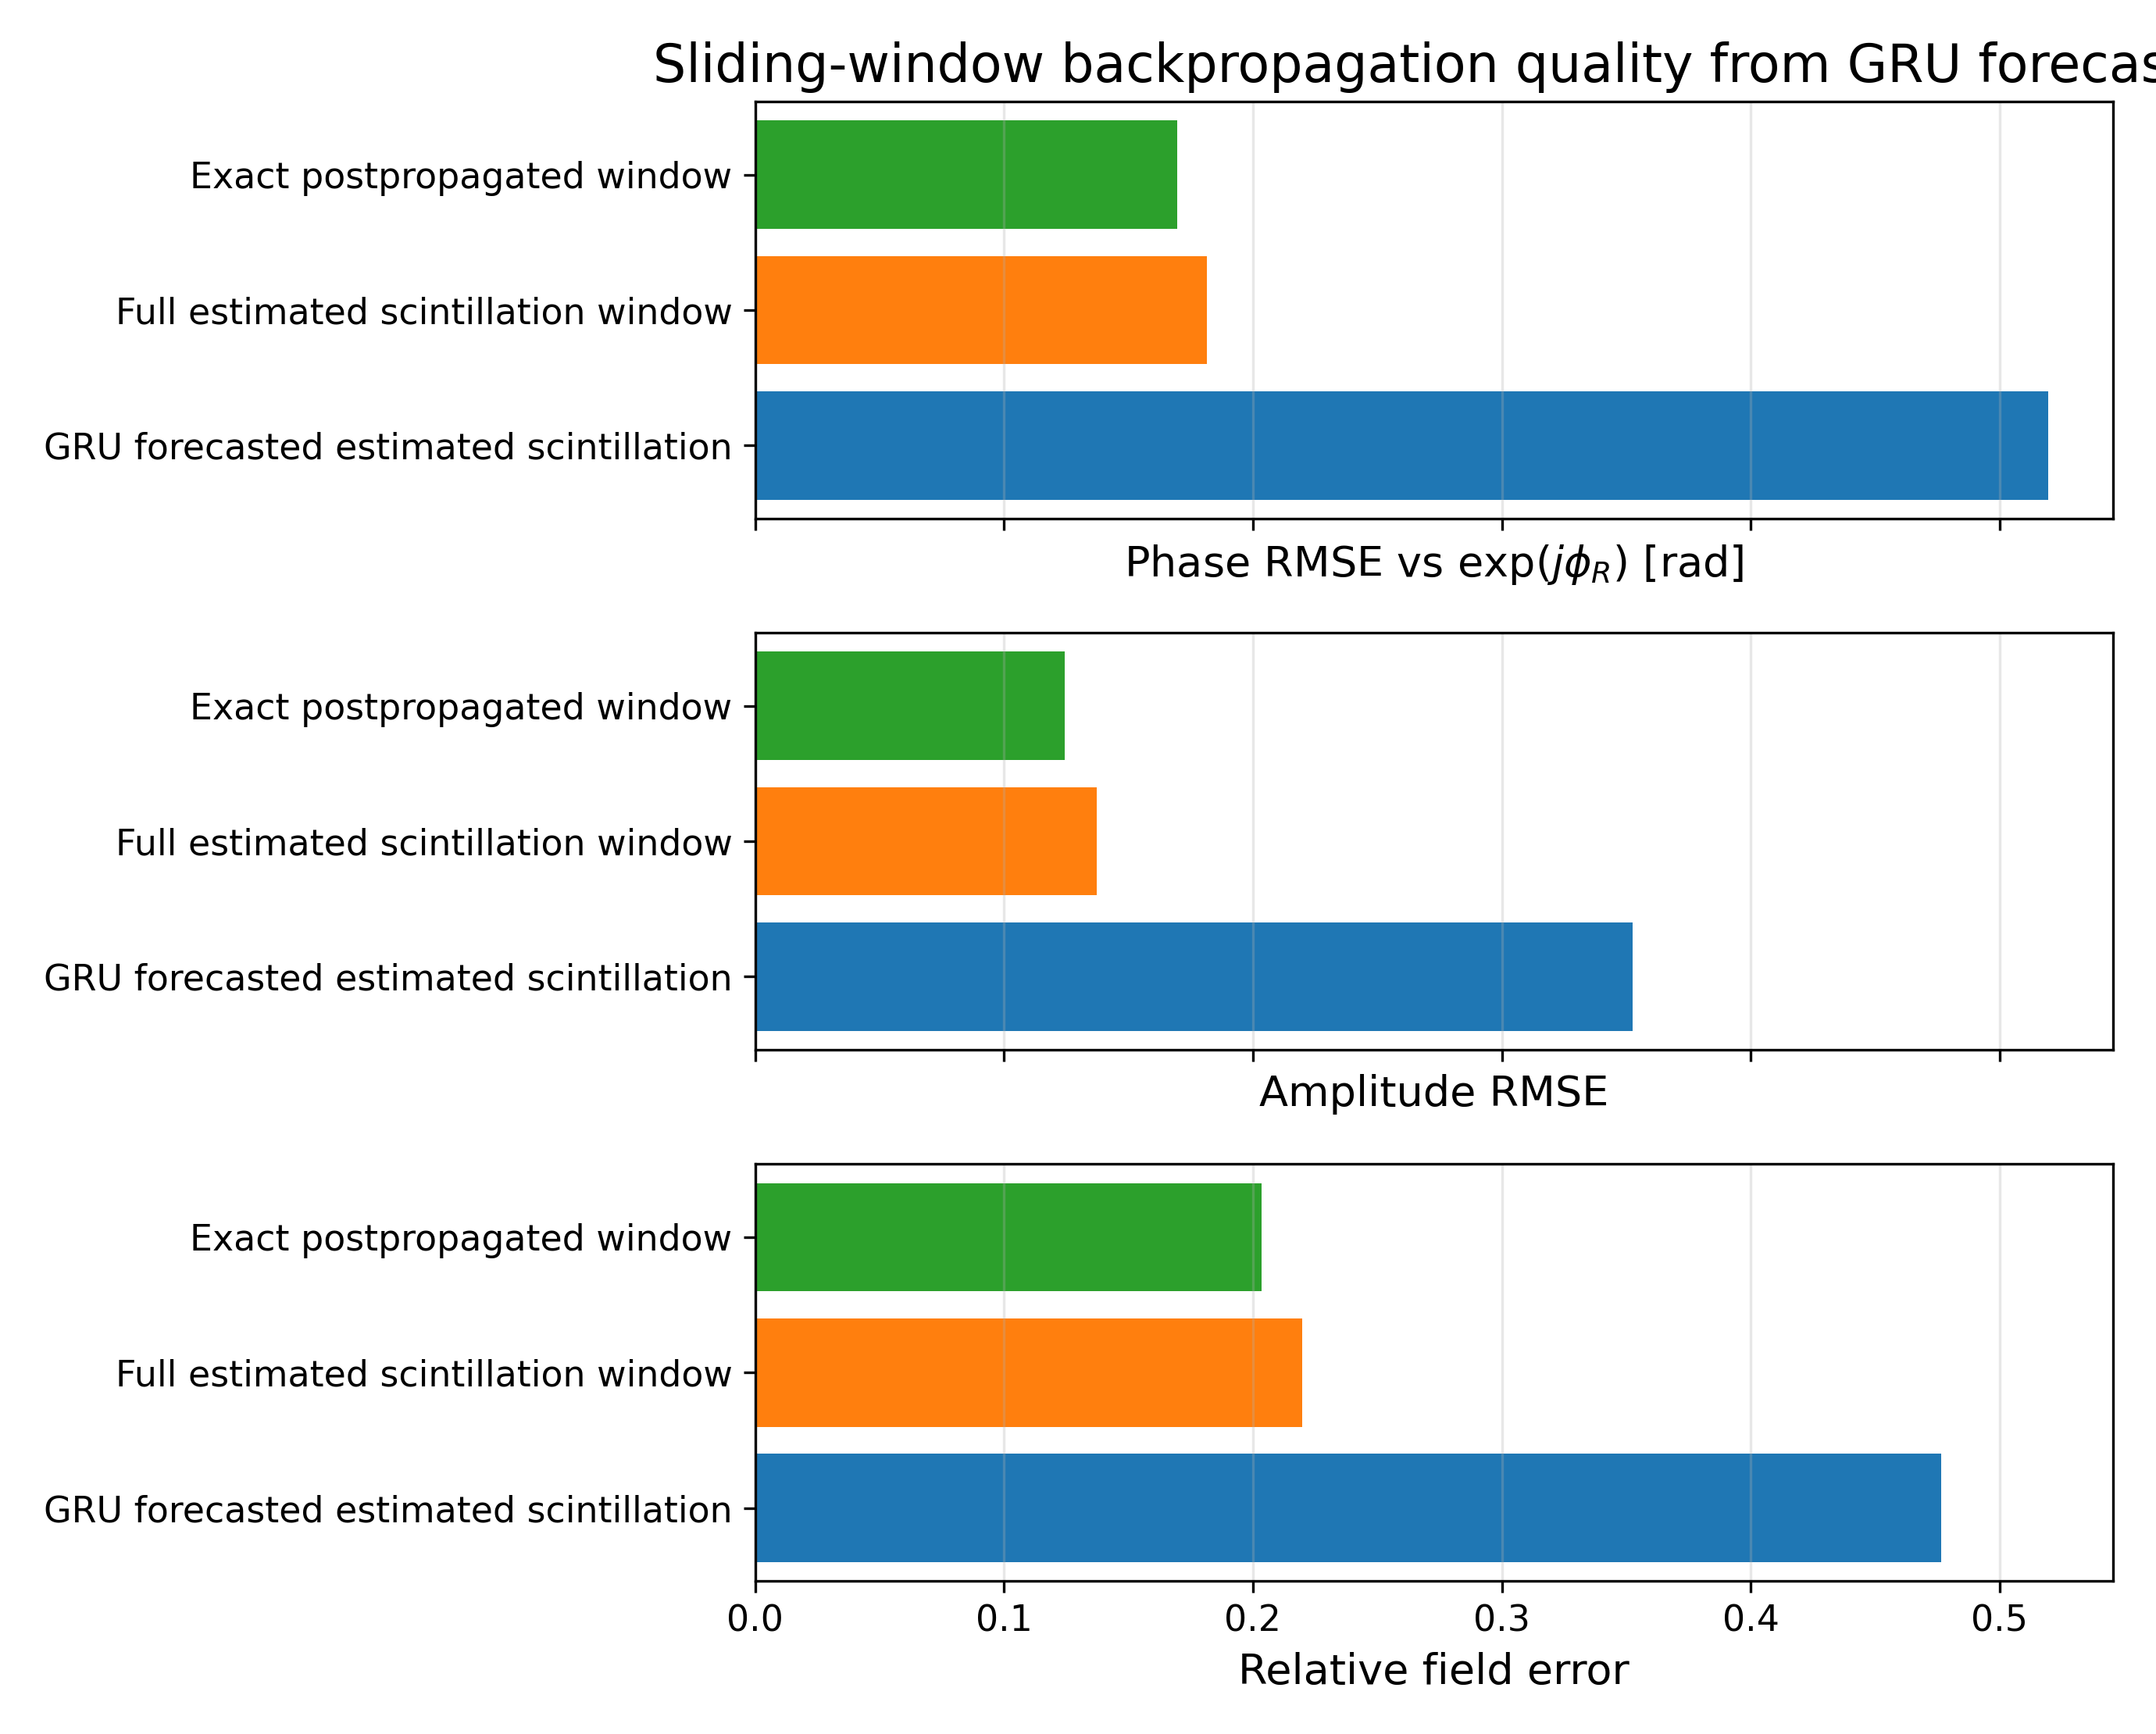 Sliding-window backpropagation quality from GRU forecas
Exact postpropagated window
Full estimated scintillation window
GRU forecasted estimated scintillation
Phase RMSE vs exp(jϕ_R) [rad]
Exact postpropagated window
Full estimated scintillation window
GRU forecasted estimated scintillation
Amplitude RMSE
Exact postpropagated window
Full estimated scintillation window
GRU forecasted estimated scintillation
0.0 0.1 0.2 0.3 0.4 0.5
Relative field error